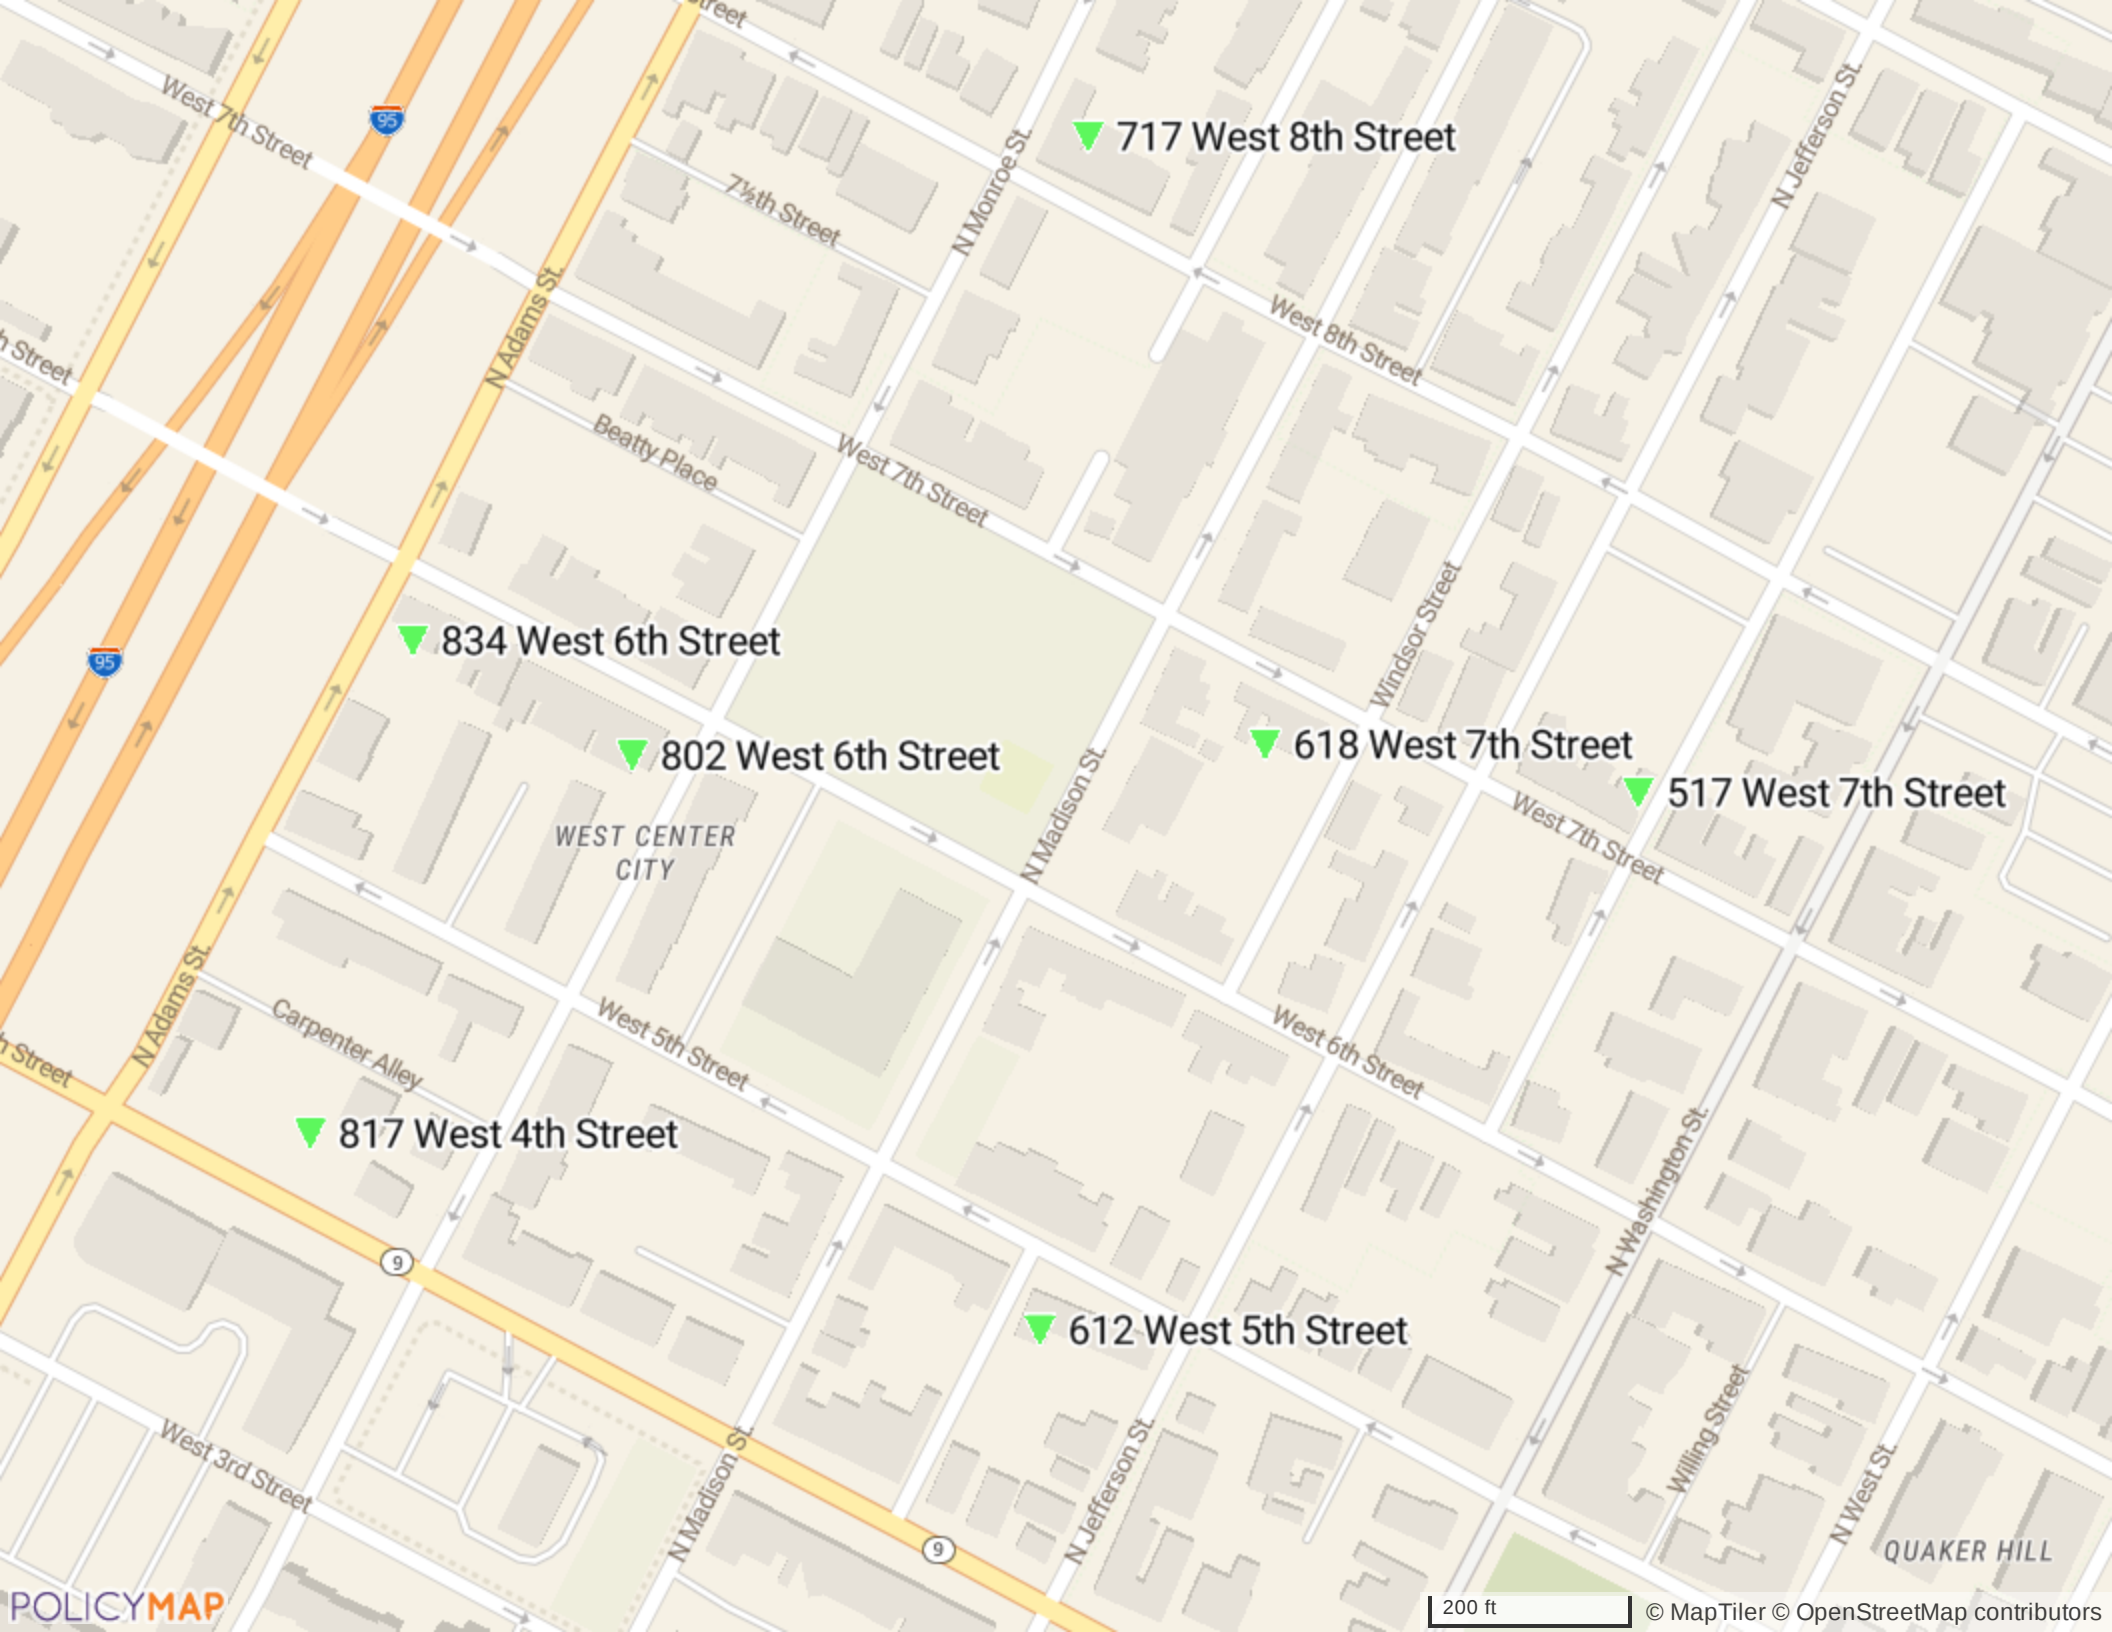 Street
West 7th Street
95
717 West 8th Street
N Jefferson St.
N Monroe St.
7½th Street
N Adams St.
West 8th Street
h Street
Beatty Place
West 7th Street
Windsor Street
834 West 6th Street
95
802 West 6th Street
618 West 7th Street
517 West 7th Street
N Madison St.
WEST CENTER
CITY
West 7th Street
N Adams St.
Carpenter Alley
West 5th Street
West 6th Street
h Street
817 West 4th Street
N Washington St.
9
612 West 5th Street
Willing Street
West 3rd Street
N Madison St.
N Jefferson St.
N West St.
9
QUAKER HILL
POLICYMAP
200 ft
© MapTiler © OpenStreetMap contributors